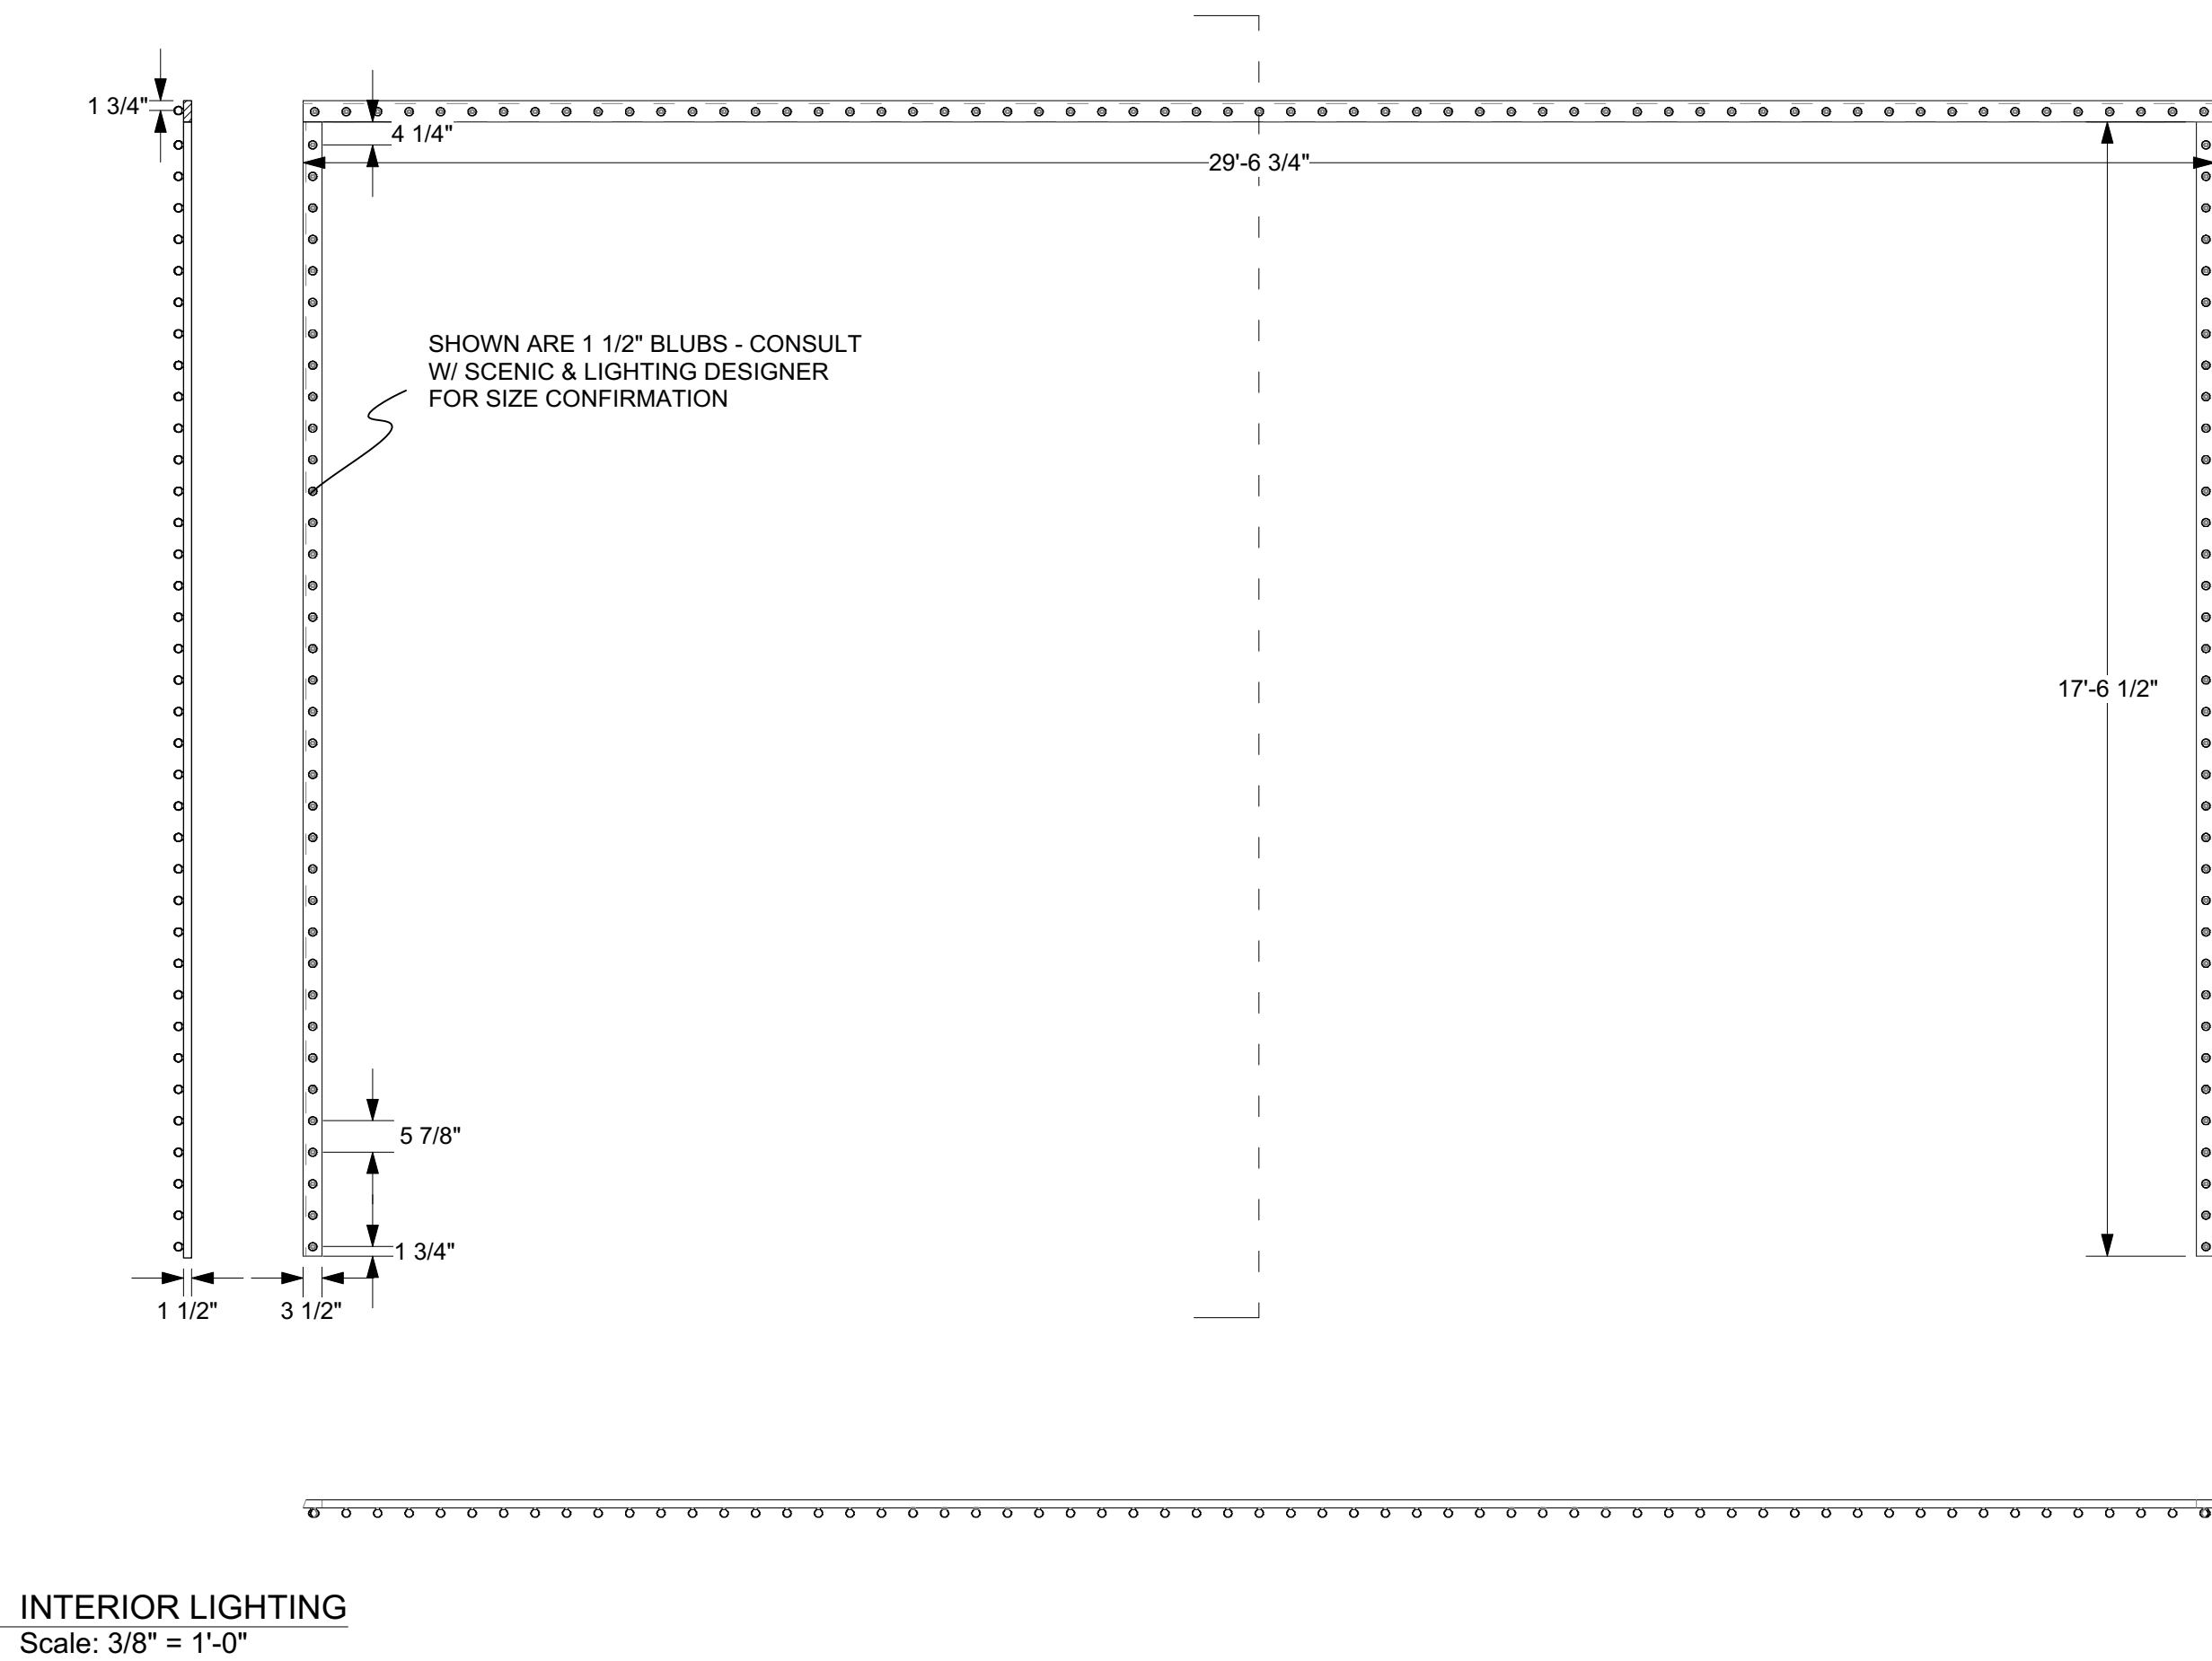 1 3/4"
4 1/4"
29'-6 3/4"
SHOWN ARE 1 1/2" BLUBS - CONSULT
W/ SCENIC & LIGHTING DESIGNER
FOR SIZE CONFIRMATION
17'-6 1/2"
5 7/8"
1 3/4"
1 1/2"
3 1/2"
INTERIOR LIGHTING
Scale: 3/8" = 1'-0"